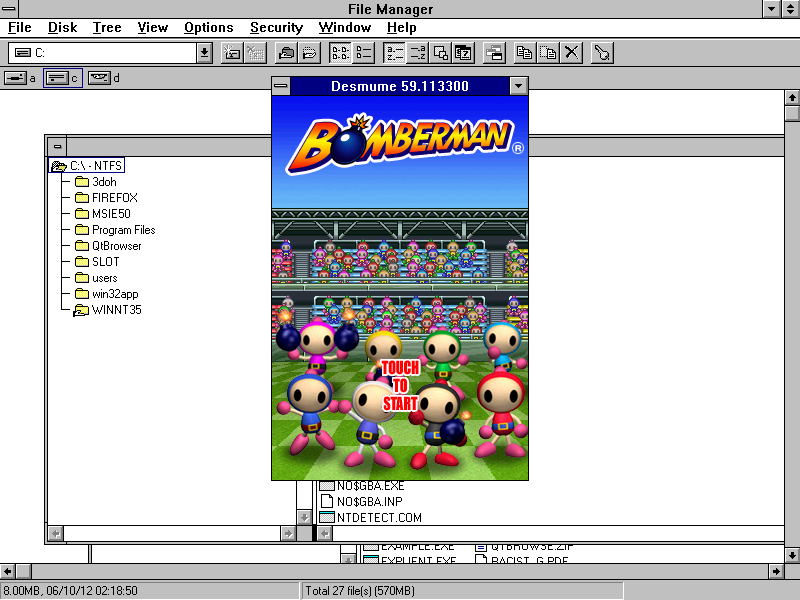 File Manager
File Disk Tree View Options Security Window Help
C:
a c d
Desmume 59.113300
BOMBERMAN®
C:\ - NTFS
3doh
FIREFOX
MSIE50
Program Files
QtBrowser
SLOT
users
win32app
WINNT35
TOUCH
TO
START
NO$GBA.EXE
NO$GBA.INP
NTDETECT.COM
EXAMPLE.EXE QTBROWSE.ZIP
EXPLIENT.EXE RACIST_G.PDF
8.00MB, 06/10/12 02:18:50 Total 27 file(s) (570MB)